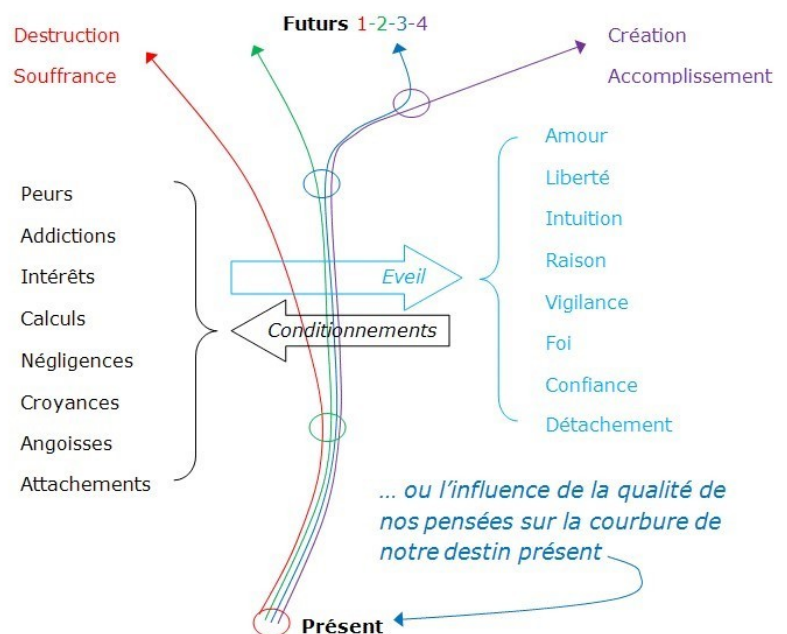 Futurs 1-2-3-4
Destruction
Souffrance
Création
Accomplissement
Peurs
Addictions
Intérêts
Calculs
Négligences
Croyances
Angoisses
Attachements
Eveil
Conditionnements
Amour
Liberté
Intuition
Raison
Vigilance
Foi
Confiance
Détachement
... ou l’influence de la qualité de
nos pensées sur la courbure de
notre destin présent
Présent